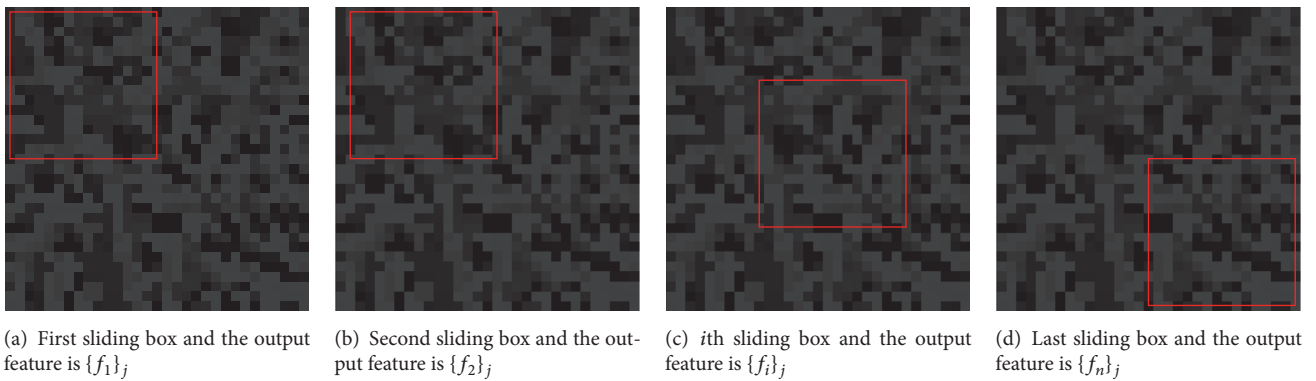 (a) First sliding box and the output
feature is {f1}j
(b) Second sliding box and the out-
put feature is {f2}j
(c) ith sliding box and the output
feature is {fi}j
(d) Last sliding box and the output
feature is {fn}j